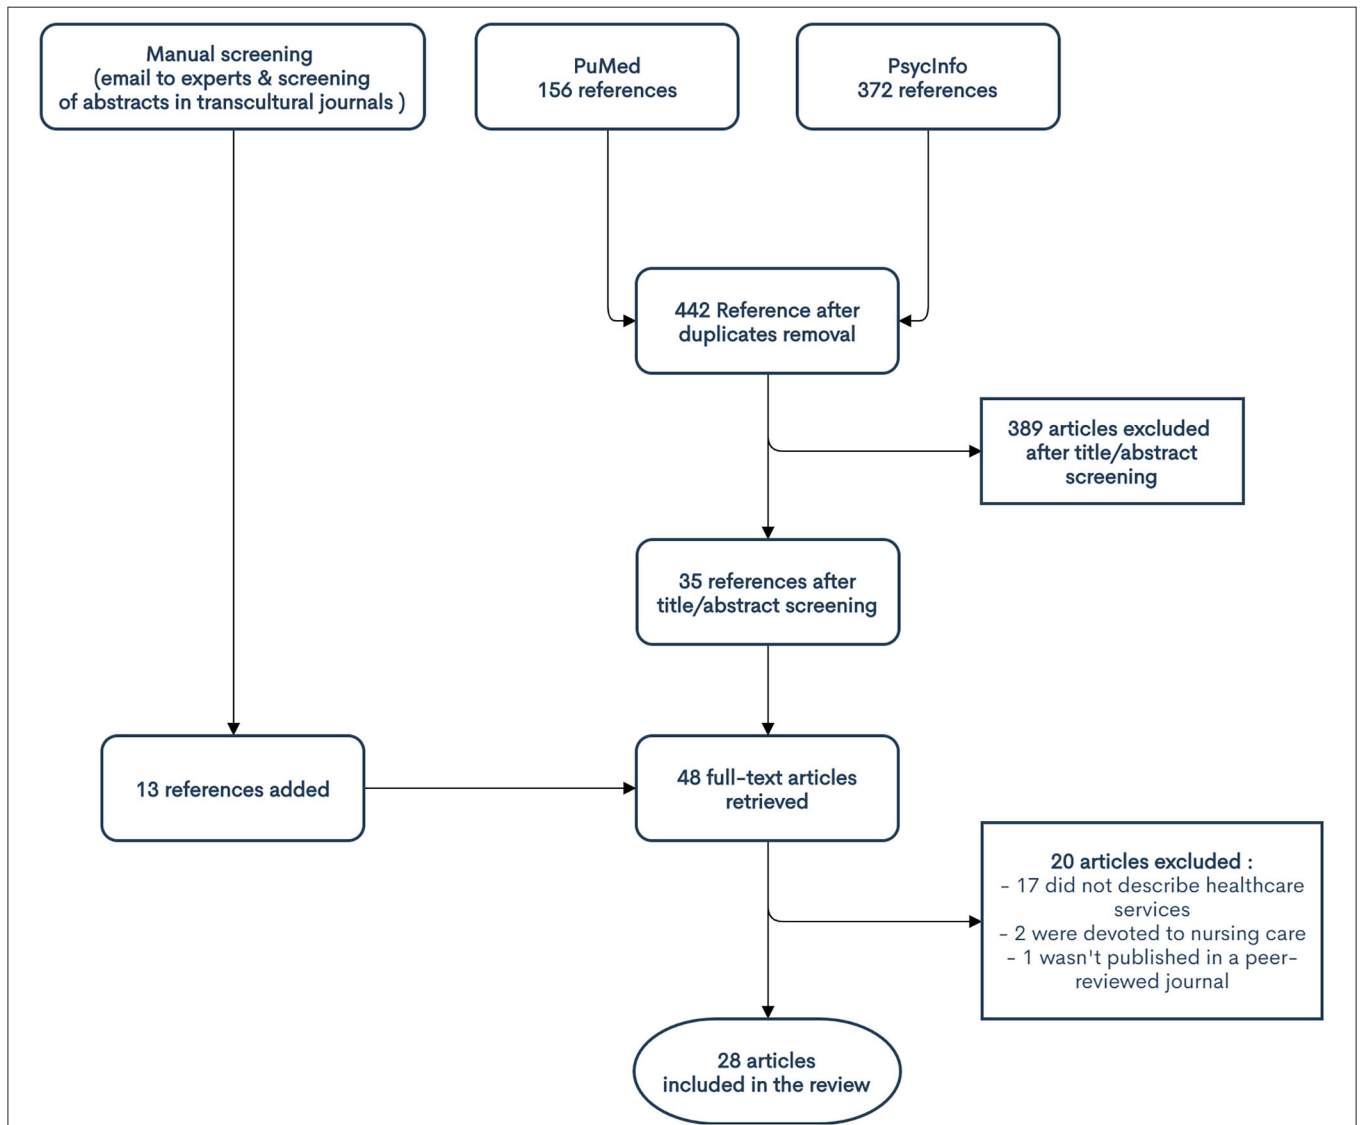 Manual screening
(email to experts & screening
of abstracts in transcultural journals )
PuMed
156 references
PsycInfo
372 references
442 Reference after
duplicates removal
389 articles excluded
after title/abstract
screening
35 references after
title/abstract screening
13 references added
48 full-text articles
retrieved
20 articles excluded :
- 17 did not describe healthcare
services
- 2 were devoted to nursing care
- 1 wasn't published in a peer-
reviewed journal
28 articles
included in the review